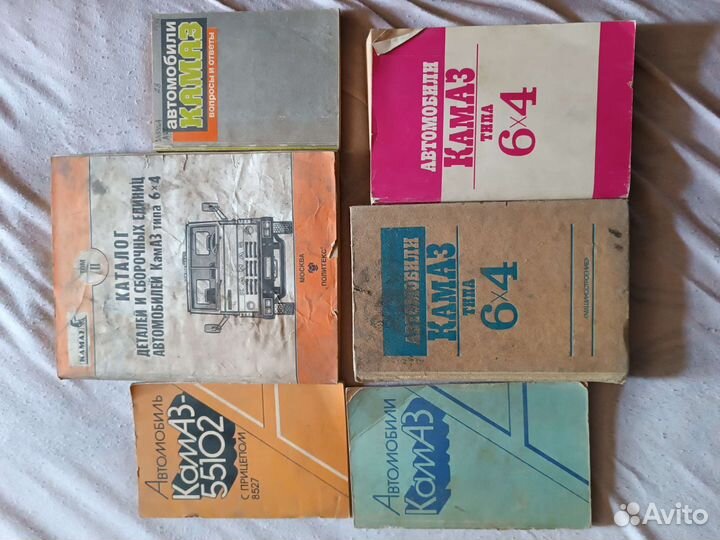 автомобили
КАМАЗ
вопросы и ответы
АВТОМОБИЛИ
КАМАЗ
ТИПА
6×4
КАМАЗ
ТОМ
II
КАТАЛОГ
ДЕТАЛЕЙ И СБОРОЧНЫХ ЕДИНИЦ
АВТОМОБИЛЕЙ КамАЗ типа 6×4
МОСКВА
"ПОЛИТЕКС"
АВТОМОБИЛИ
КАМАЗ
ТИПА
6×4
«МАШИНОСТРОЕНИЕ»
АВТОМОБИЛЬ
КамАЗ-
55102
С ПРИЦЕПОМ
8527
АВТОМОБИЛИ
КамАЗ
Avito